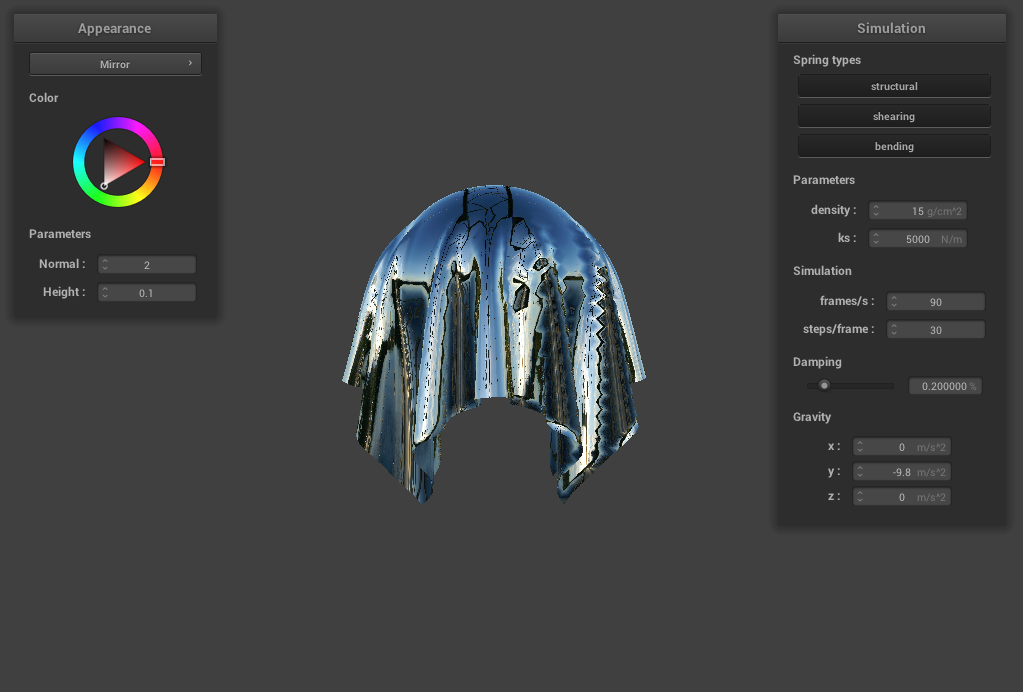 Appearance
Mirror ›
Color
Parameters
Normal : 2
Height : 0.1
Simulation
Spring types
structural
shearing
bending
Parameters
density : 15 g/cm^2
ks : 5000 N/m
Simulation
frames/s : 90
steps/frame : 30
Damping
0.200000 %
Gravity
x : 0 m/s^2
y : -9.8 m/s^2
z : 0 m/s^2